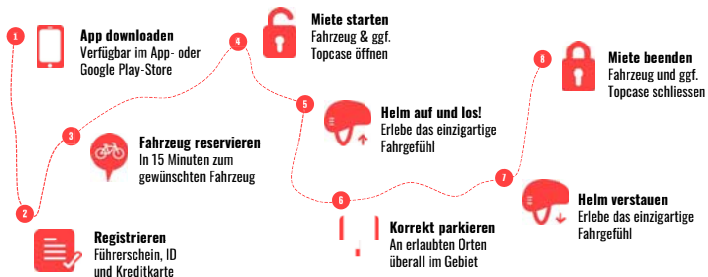 1
App downloaden
Verfügbar im App- oder
Google Play-Store
2
Registrieren
Führerschein, ID
und Kreditkarte
3
Fahrzeug reservieren
In 15 Minuten zum
gewünschten Fahrzeug
4
Miete starten
Fahrzeug & ggf.
Topcase öffnen
5
Helm auf und los!
Erlebe das einzigartige
Fahrgefühl
6
Korrekt parkieren
An erlaubten Orten
überall im Gebiet
7
Helm verstauen
Erlebe das einzigartige
Fahrgefühl
8
Miete beenden
Fahrzeug und ggf.
Topcase schliessen